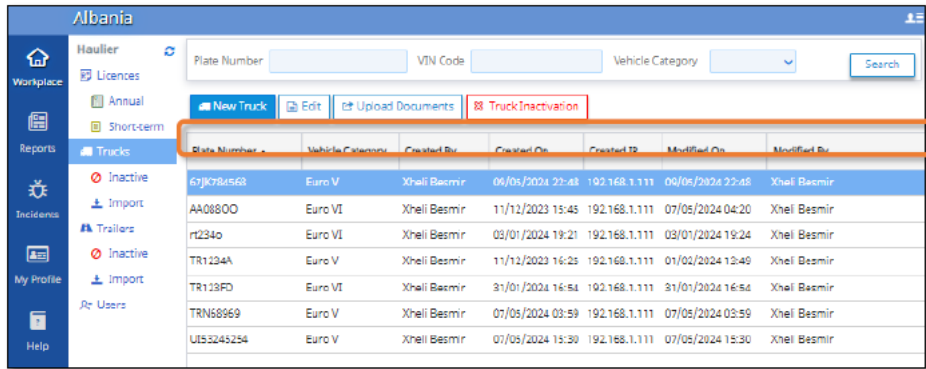 Albania
Workplace
Reports
Incidents
My Profile
Help
Haulier
Licences
Annual
Short-term
Trucks
Inactive
Import
Trailers
Inactive
Import
Users
Plate Number VIN Code Vehicle Category Search
New Truck Edit Upload Documents Truck Inactivation
Plate Number Vehicle Category Created By Created On Created IP Modified On Modified By
67JK784563 Euro V Xheli Besmir 09/05/2024 22:48 192.168.1.111 09/05/2024 22:48 Xheli Besmir
AA088OO Euro VI Xheli Besmir 11/12/2023 15:45 192.168.1.111 07/05/2024 04:20 Xheli Besmir
rt234o Euro VI Xheli Besmir 03/01/2024 19:21 192.168.1.111 03/01/2024 19:24 Xheli Besmir
TR1234A Euro V Xheli Besmir 11/12/2023 16:25 192.168.1.111 01/02/2024 12:49 Xheli Besmir
TR123FD Euro V Xheli Besmir 31/01/2024 16:54 192.168.1.111 31/01/2024 16:54 Xheli Besmir
TRN68969 Euro V Xheli Besmir 07/05/2024 03:59 192.168.1.111 07/05/2024 03:59 Xheli Besmir
UI53245254 Euro V Xheli Besmir 07/05/2024 15:30 192.168.1.111 07/05/2024 15:30 Xheli Besmir